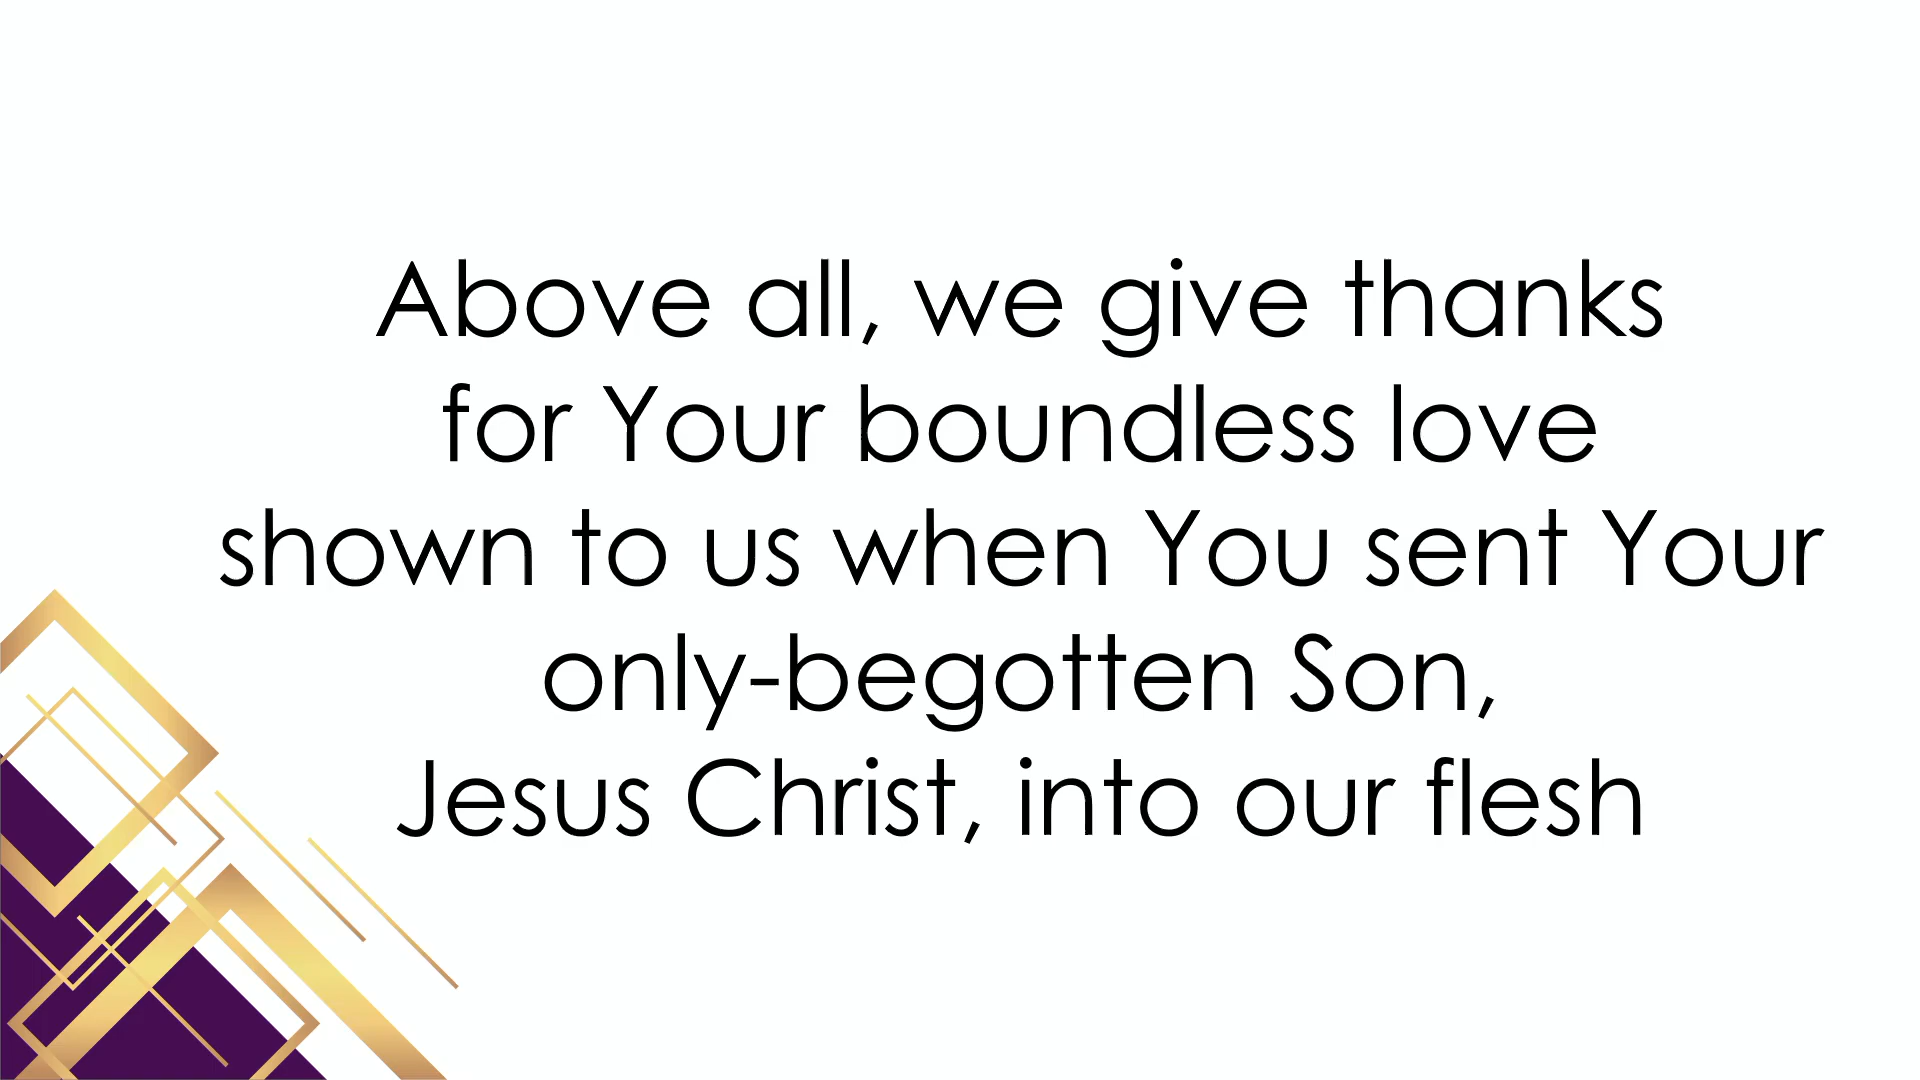 Above all, we give thanks
for Your boundless love
shown to us when You sent Your
only-begotten Son,
Jesus Christ, into our flesh